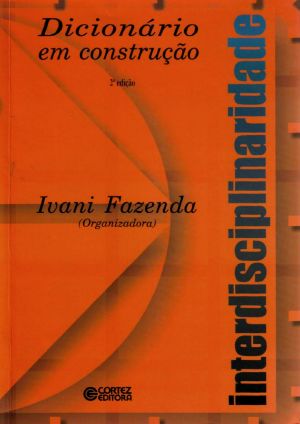 Dicionário
em construção
2ª edição
Ivani Fazenda
(Organizadora)
interdisciplinaridade
CORTEZ
EDITORA